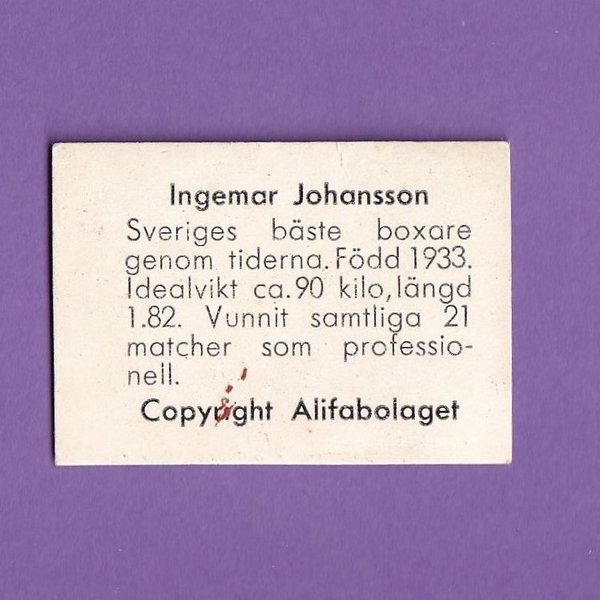 Ingemar Johansson
Sveriges bäste boxare
genom tiderna. Född 1933.
Idealvikt ca. 90 kilo, längd
1.82. Vunnit samtliga 21
matcher som professio-
nell.
Copyright Alifabolaget